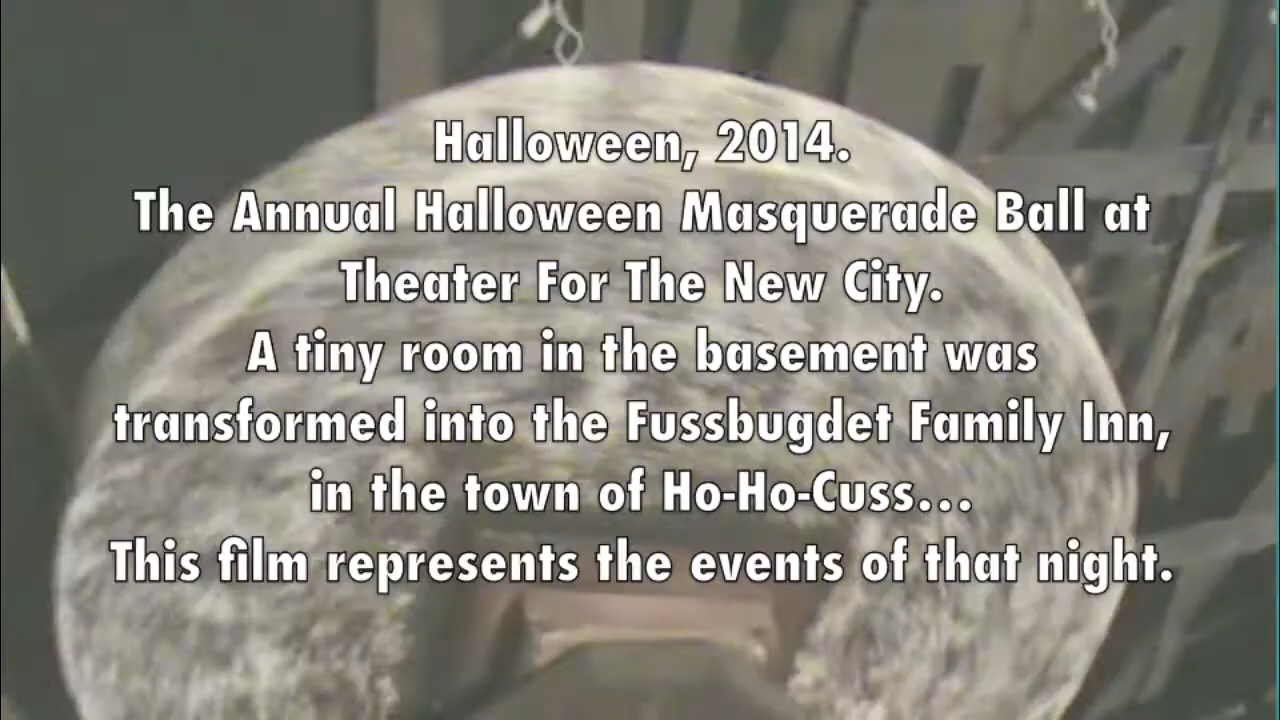 Halloween, 2014.
The Annual Halloween Masquerade Ball at
Theater For The New City.
A tiny room in the basement was
transformed into the Fussbugdet Family Inn,
in the town of Ho-Ho-Cuss...
This film represents the events of that night.